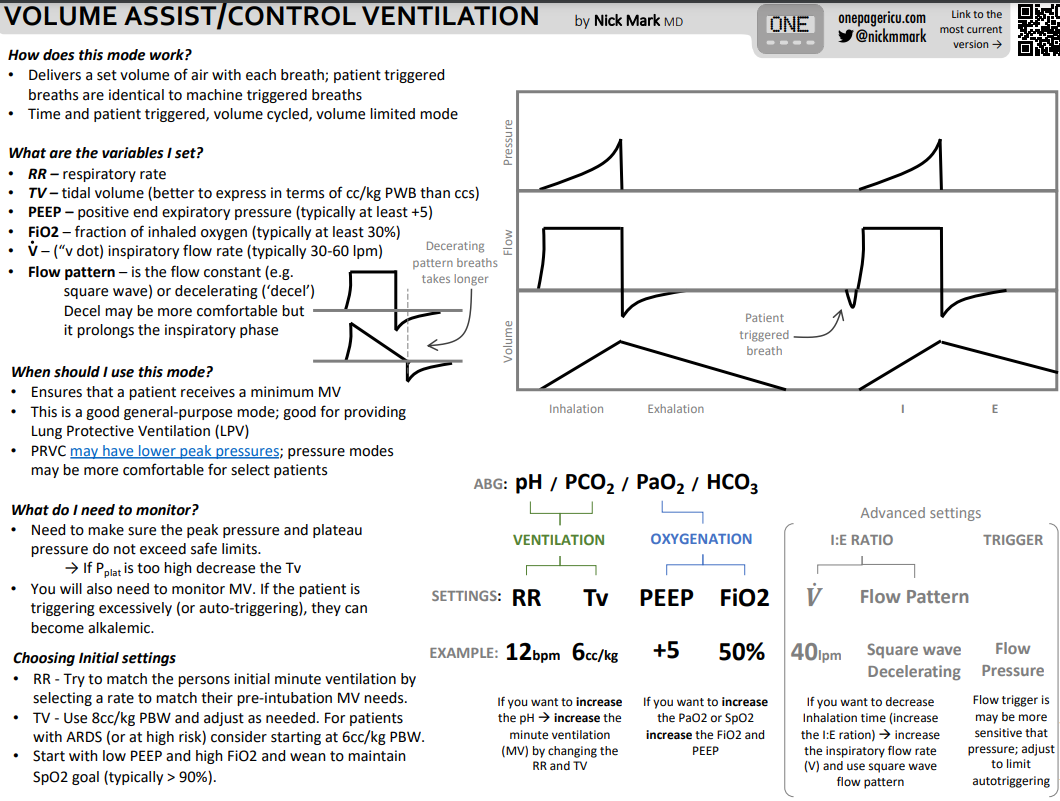 VOLUME ASSIST/CONTROL VENTILATION
by Nick Mark MD
ONE
onepagericu.com
@nickmmark
Link to the
most current
version →
How does this mode work?
• Delivers a set volume of air with each breath; patient triggered
breaths are identical to machine triggered breaths
• Time and patient triggered, volume cycled, volume limited mode
What are the variables I set?
• RR – respiratory rate
• TV – tidal volume (better to express in terms of cc/kg PWB than ccs)
• PEEP – positive end expiratory pressure (typically at least +5)
• FiO2 – fraction of inhaled oxygen (typically at least 30%)
• V̇ – (“v dot) inspiratory flow rate (typically 30-60 lpm)
• Flow pattern – is the flow constant (e.g.
square wave) or decelerating (‘decel’)
Decel may be more comfortable but
it prolongs the inspiratory phase
Decerating
pattern breaths
takes longer
When should I use this mode?
• Ensures that a patient receives a minimum MV
• This is a good general-purpose mode; good for providing
Lung Protective Ventilation (LPV)
• PRVC may have lower peak pressures; pressure modes
may be more comfortable for select patients
What do I need to monitor?
• Need to make sure the peak pressure and plateau
pressure do not exceed safe limits.
→ If Pplat is too high decrease the Tv
• You will also need to monitor MV. If the patient is
triggering excessively (or auto-triggering), they can
become alkalemic.
Choosing Initial settings
• RR - Try to match the persons initial minute ventilation by
selecting a rate to match their pre-intubation MV needs.
• TV - Use 8cc/kg PBW and adjust as needed. For patients
with ARDS (or at high risk) consider starting at 6cc/kg PBW.
• Start with low PEEP and high FiO2 and wean to maintain
SpO2 goal (typically > 90%).
Pressure
Flow
Volume
Patient
triggered
breath
Inhalation
Exhalation
I
E
ABG: pH / PCO2 / PaO2 / HCO3
VENTILATION
OXYGENATION
SETTINGS: RR Tv PEEP FiO2
EXAMPLE: 12bpm 6cc/kg +5 50%
If you want to increase
the pH → increase the
minute ventilation
(MV) by changing the
RR and TV
If you want to increase
the PaO2 or SpO2
increase the FiO2 and
PEEP
Advanced settings
I:E RATIO
TRIGGER
V̇
Flow Pattern
40lpm
Square wave
Decelerating
Flow
Pressure
If you want to decrease
Inhalation time (increase
the I:E ration) → increase
the inspiratory flow rate
(V) and use square wave
flow pattern
Flow trigger is
may be more
sensitive that
pressure; adjust
to limit
autotriggering